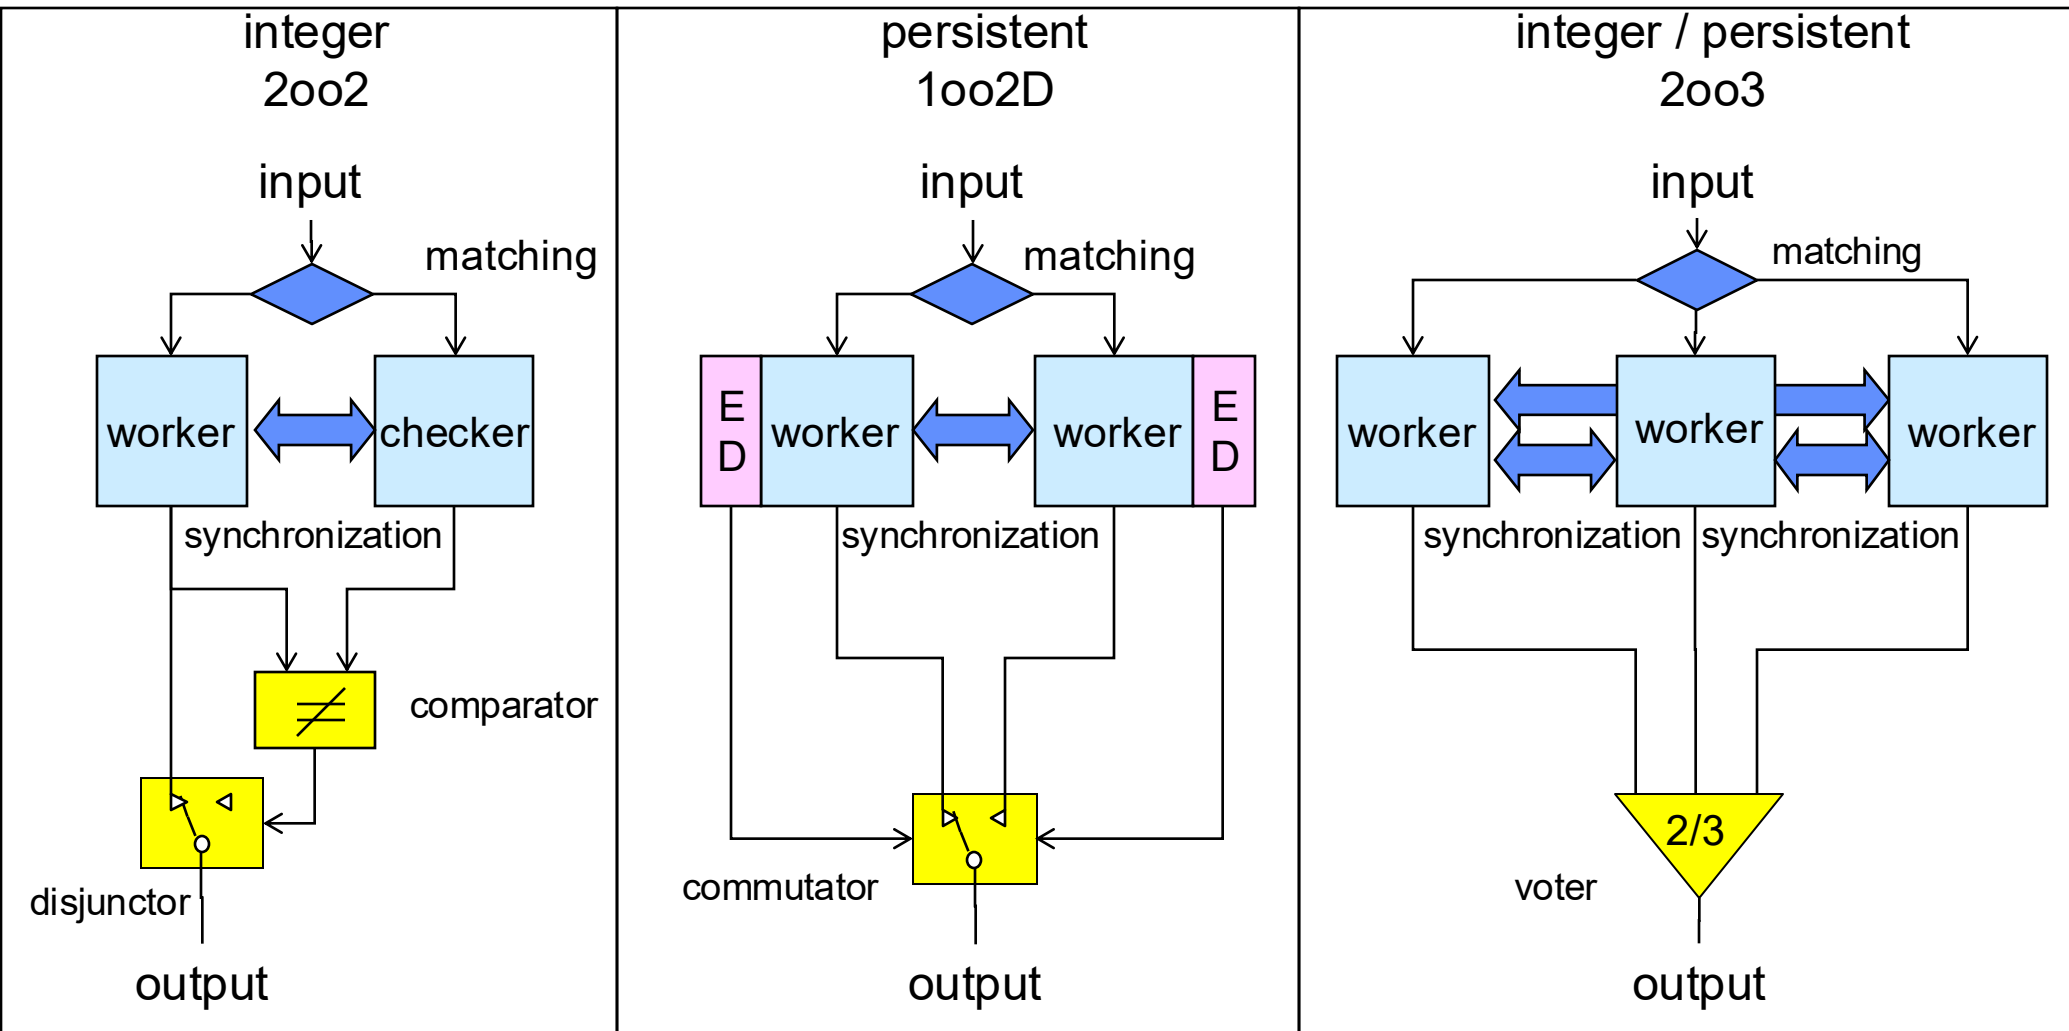 integer
2oo2
input
matching
worker
checker
synchronization
≠
comparator
disjunctor
output
persistent
1oo2D
input
matching
E
D
worker
worker
E
D
synchronization
commutator
output
integer / persistent
2oo3
input
matching
worker
worker
worker
synchronization
synchronization
2/3
voter
output